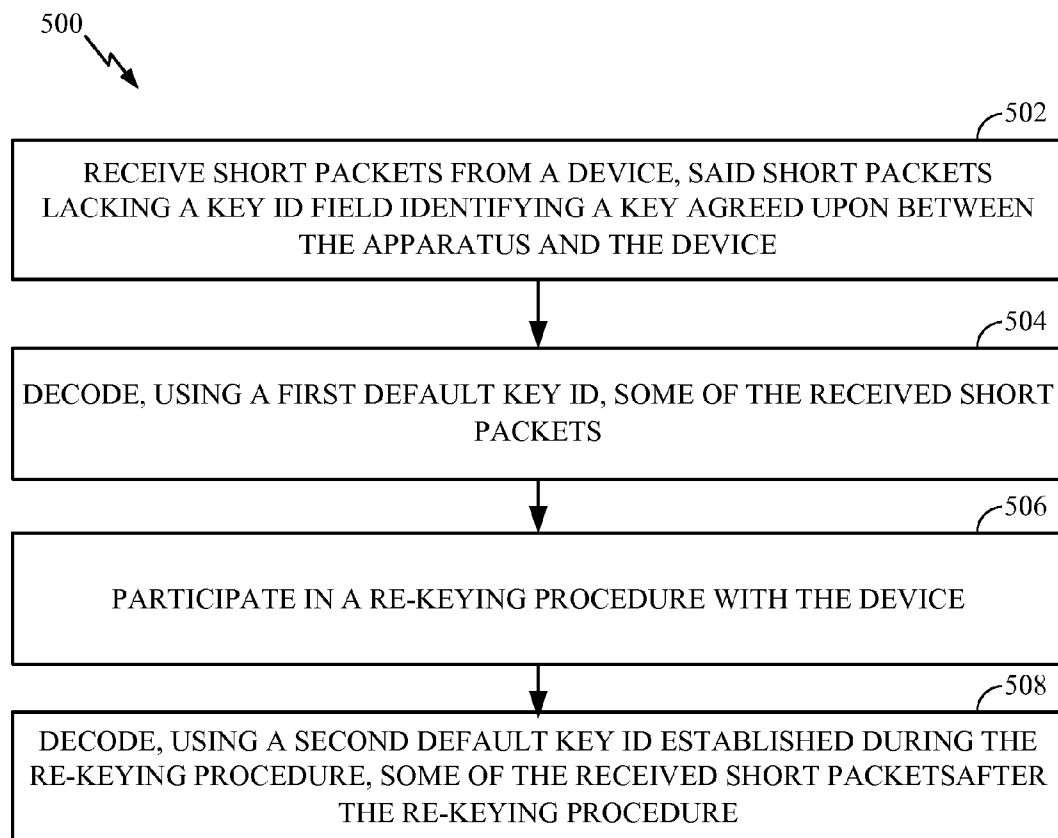 500
502
RECEIVE SHORT PACKETS FROM A DEVICE, SAID SHORT PACKETS
LACKING A KEY ID FIELD IDENTIFYING A KEY AGREED UPON BETWEEN
THE APPARATUS AND THE DEVICE
504
DECODE, USING A FIRST DEFAULT KEY ID, SOME OF THE RECEIVED SHORT
PACKETS
506
PARTICIPATE IN A RE-KEYING PROCEDURE WITH THE DEVICE
508
DECODE, USING A SECOND DEFAULT KEY ID ESTABLISHED DURING THE
RE-KEYING PROCEDURE, SOME OF THE RECEIVED SHORT PACKETSAFTER
THE RE-KEYING PROCEDURE